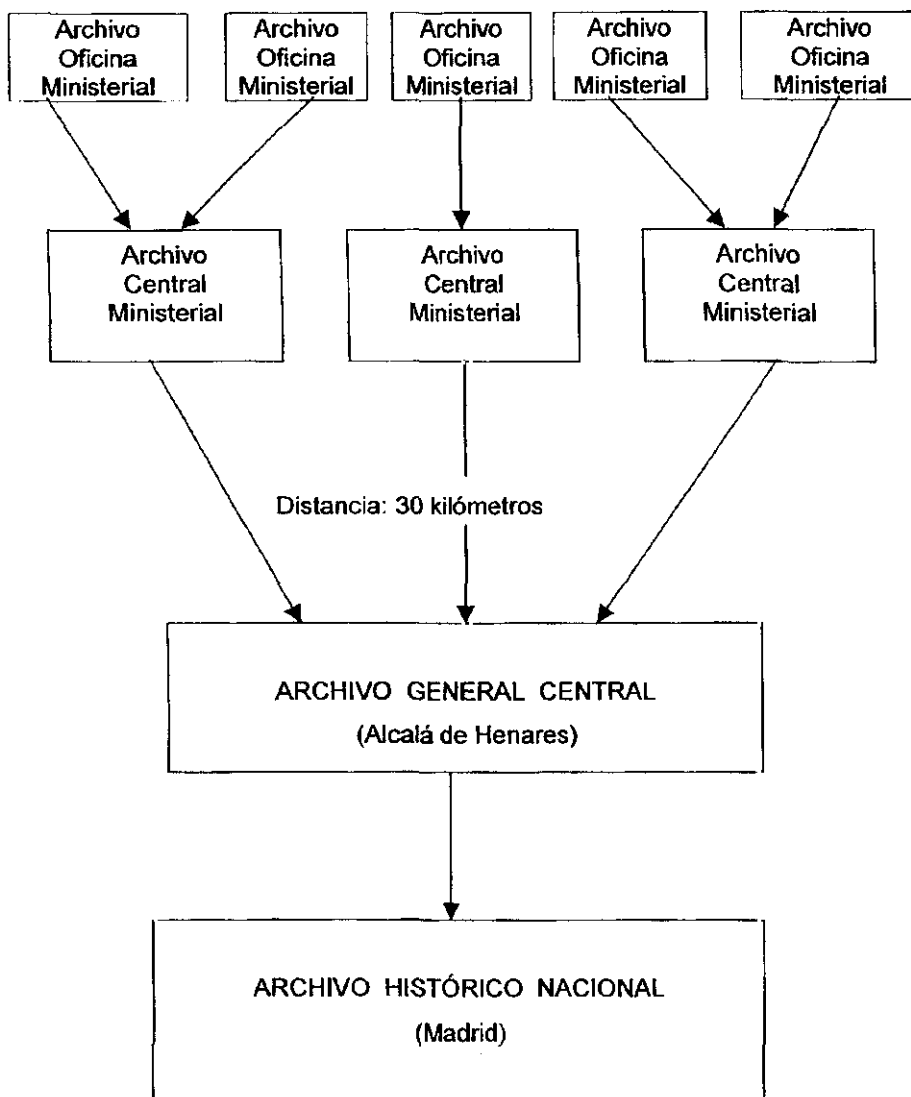 Archivo
Oficina
Ministerial
Archivo
Oficina
Ministerial
Archivo
Oficina
Ministerial
Archivo
Oficina
Ministerial
Archivo
Oficina
Ministerial
Archivo
Central
Ministerial
Archivo
Central
Ministerial
Archivo
Central
Ministerial
Distancia: 30 kilómetros
ARCHIVO GENERAL CENTRAL
(Alcalá de Henares)
ARCHIVO HISTÓRICO NACIONAL
(Madrid)